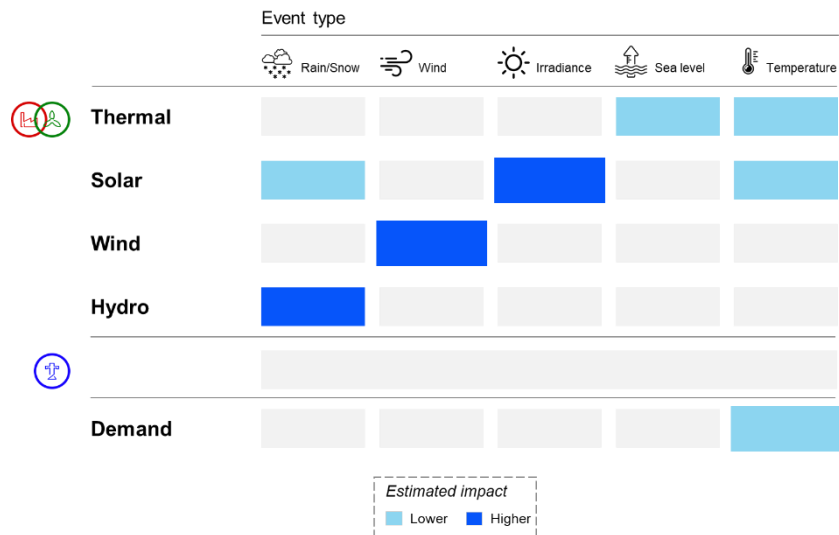 Event type
Rain/Snow Wind Irradiance Sea level Temperature
Thermal
Solar
Wind
Hydro
Demand
Estimated impact
Lower Higher